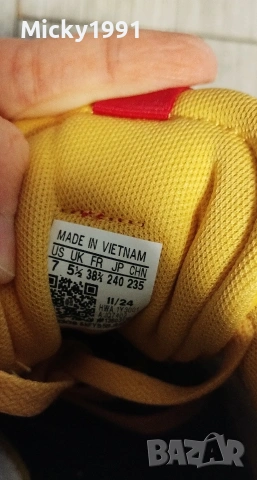 Micky1991
MADE IN VIETNAM
US UK FR JP CHN
7 5½ 38⅔ 240 235
11/24
BAZAR